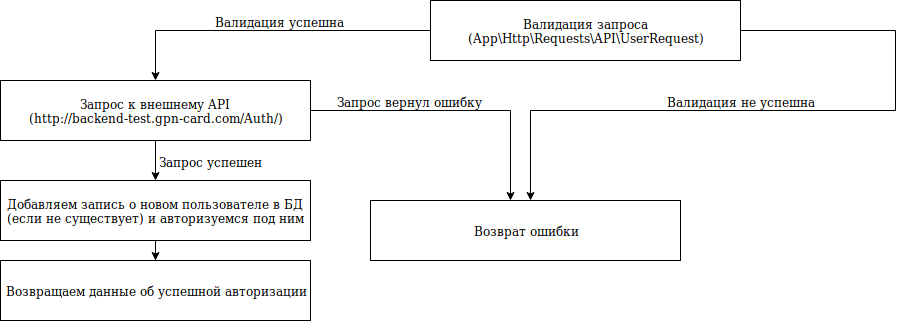 Валидация успешна
Валидация запроса
(App\Http\Requests\API\UserRequest)
Запрос к внешнему API
(http://backend-test.gpn-card.com/Auth/)
Запрос вернул ошибку
Валидация не успешна
Запрос успешен
Добавляем запись о новом пользователе в БД
(если не существует) и авторизуемся под ним
Возврат ошибки
Возвращаем данные об успешной авторизации